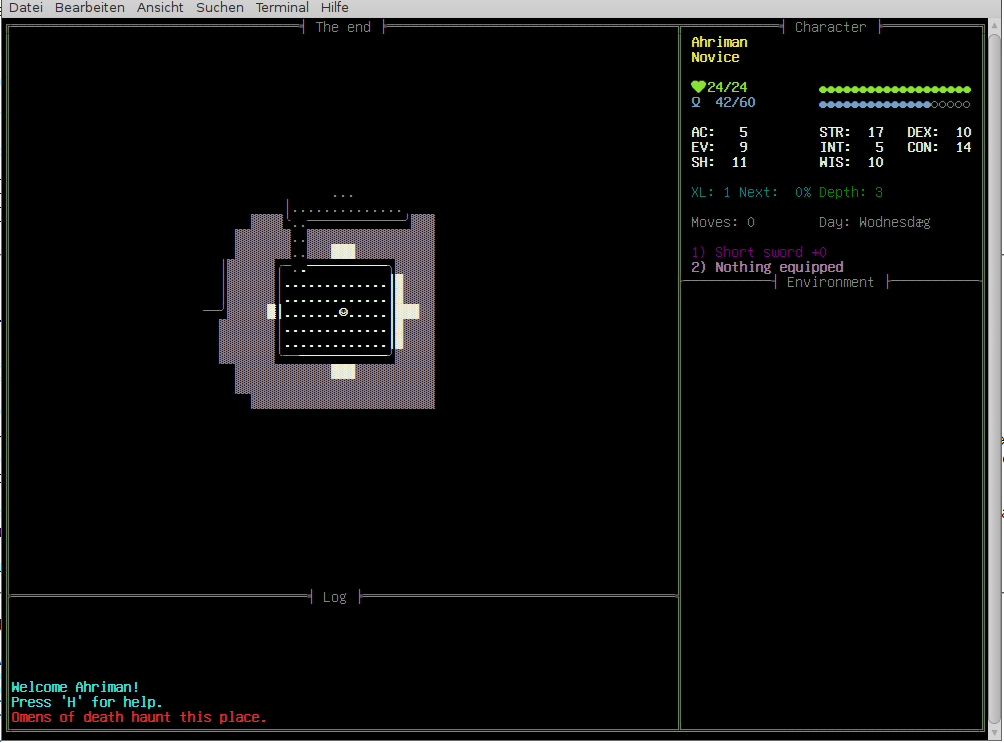 Datei Bearbeiten Ansicht Suchen Terminal Hilfe
The end
Character
Ahriman
Novice
24/24
42/60
AC: 5 STR: 17 DEX: 10
EV: 9 INT: 5 CON: 14
SH: 11 WIS: 10
XL: 1 Next: 0% Depth: 3
Moves: 0 Day: Wodnesdæg
1) Short sword +0
2) Nothing equipped
Environment
Log
Welcome Ahriman!
Press 'H' for help.
Omens of death haunt this place.